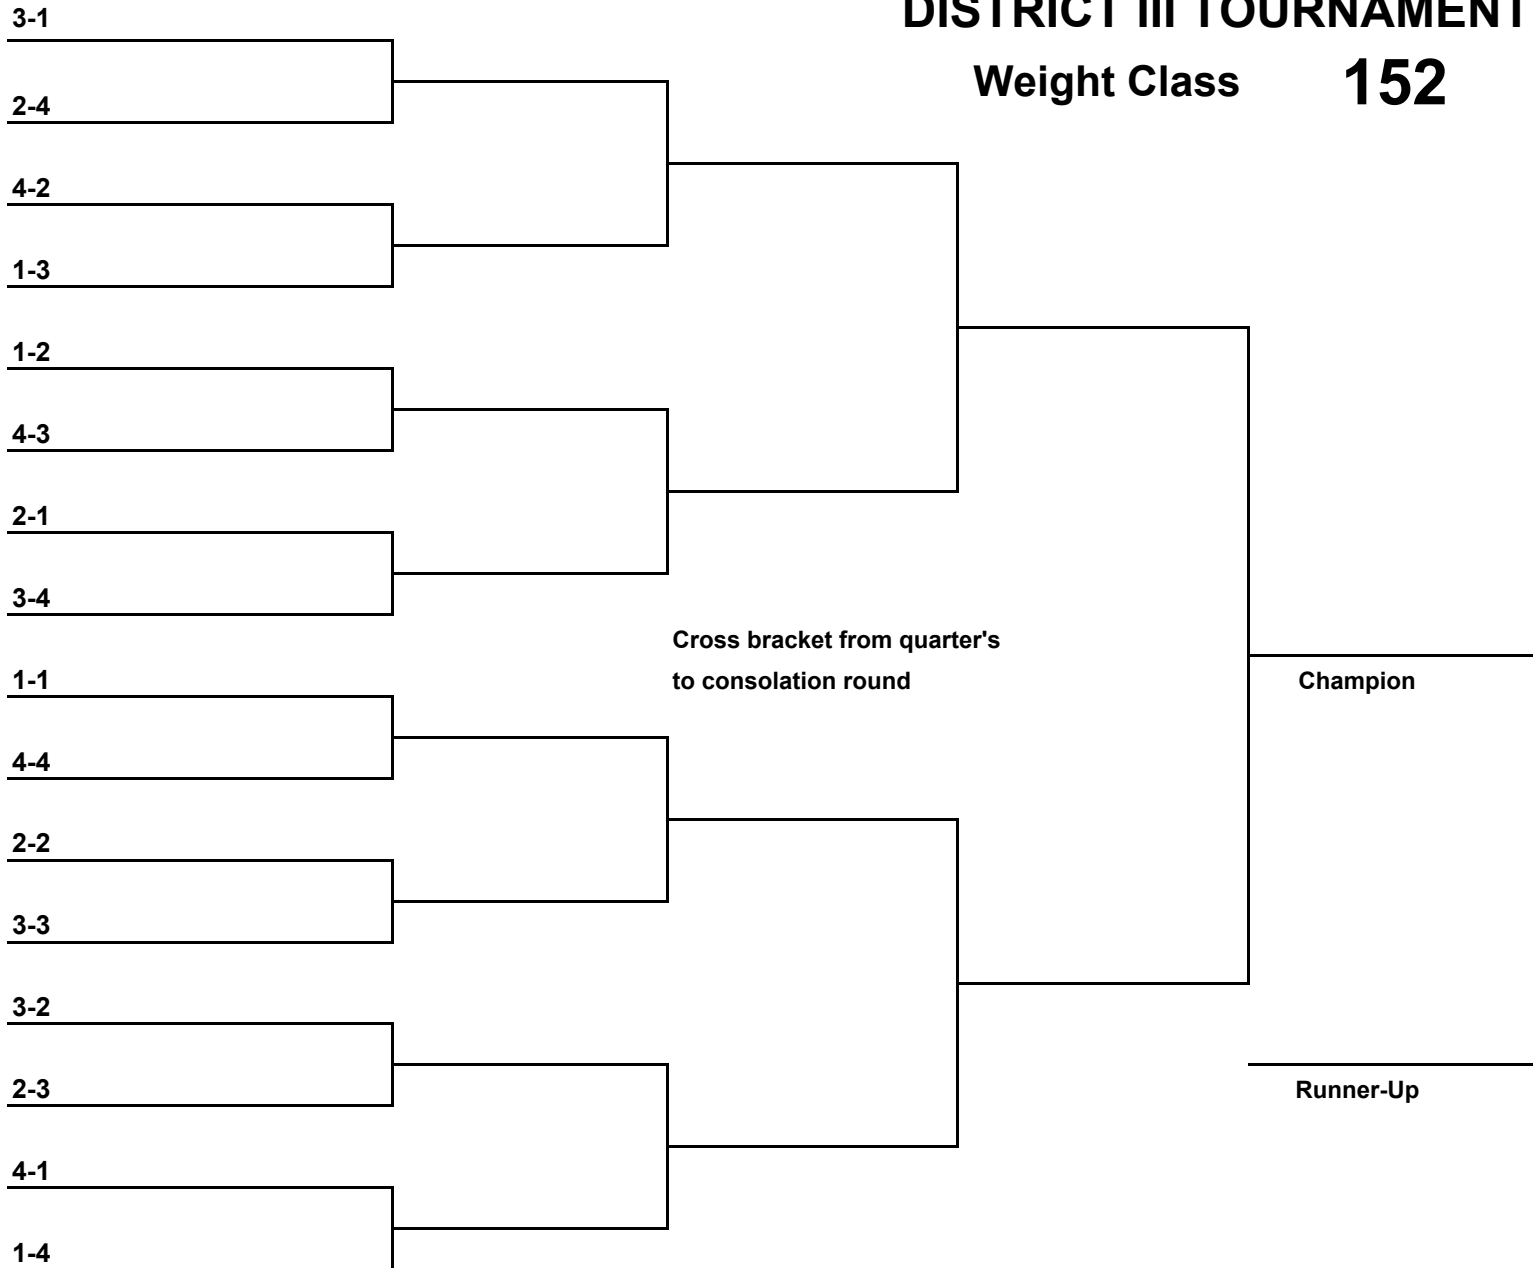 DISTRICT III TOURNAMENT
Weight Class 152
3-1
2-4
4-2
1-3
1-2
4-3
2-1
3-4
Cross bracket from quarter's
to consolation round
1-1
Champion
4-4
2-2
3-3
3-2
2-3
Runner-Up
4-1
1-4